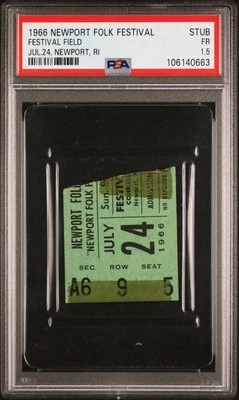 1966 NEWPORT FOLK FESTIVAL STUB
FESTIVAL FIELD FR
JUL.24, NEWPORT, RI 1.5
PSA 106140663
NEWPORT FOLK
"NEWPORT FOLK
Sun.
JULY
FESTIV
24
1966
ADMISSION
SEC. ROW SEAT
A6 9 5